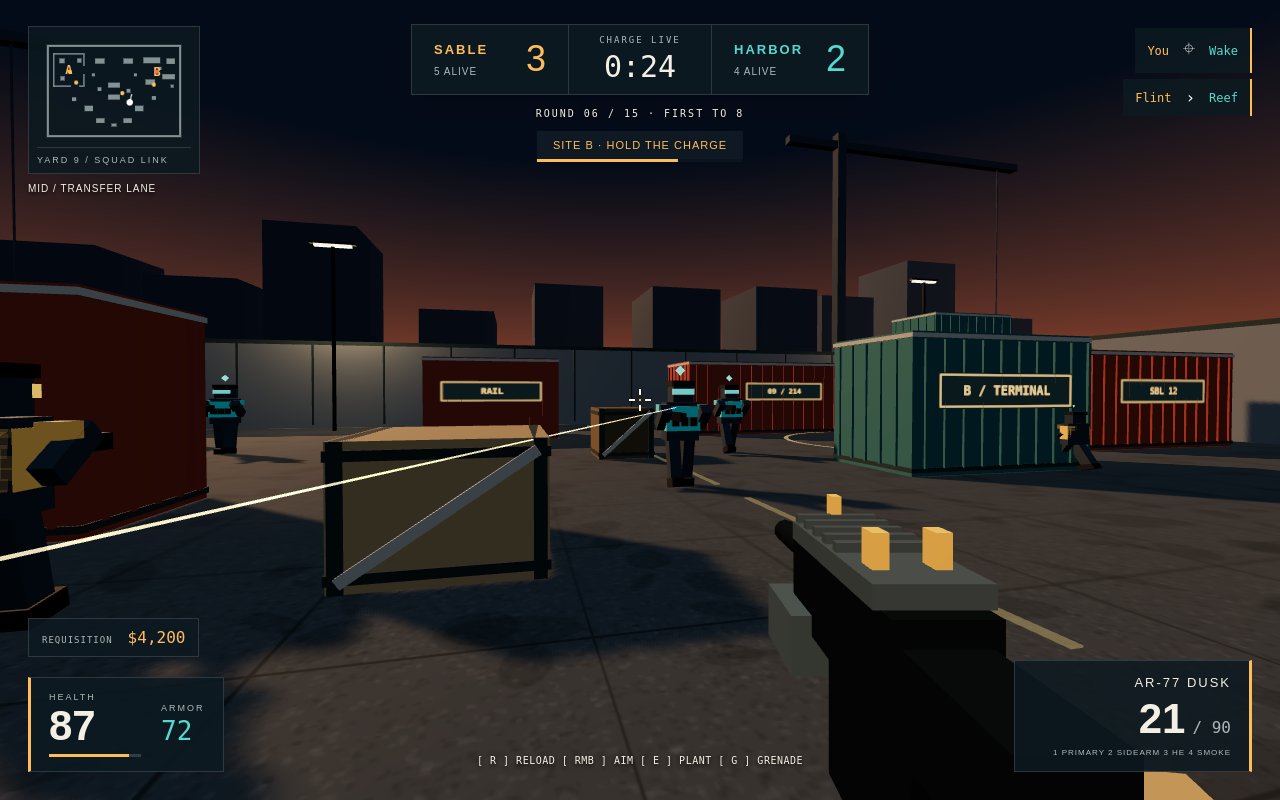 SABLE
5 ALIVE
3
CHARGE LIVE
0:24
HARBOR
4 ALIVE
2
ROUND 06 / 15 · FIRST TO 8
SITE B · HOLD THE CHARGE
You Wake
Flint › Reef
A
B
YARD 9 / SQUAD LINK
MID / TRANSFER LANE
RAIL
09 / 214
B / TERMINAL
SBL 12
REQUISITION $4,200
HEALTH
87
ARMOR
72
[ R ] RELOAD [ RMB ] AIM [ E ] PLANT [ G ] GRENADE
AR-77 DUSK
21 / 90
1 PRIMARY 2 SIDEARM 3 HE 4 SMOKE